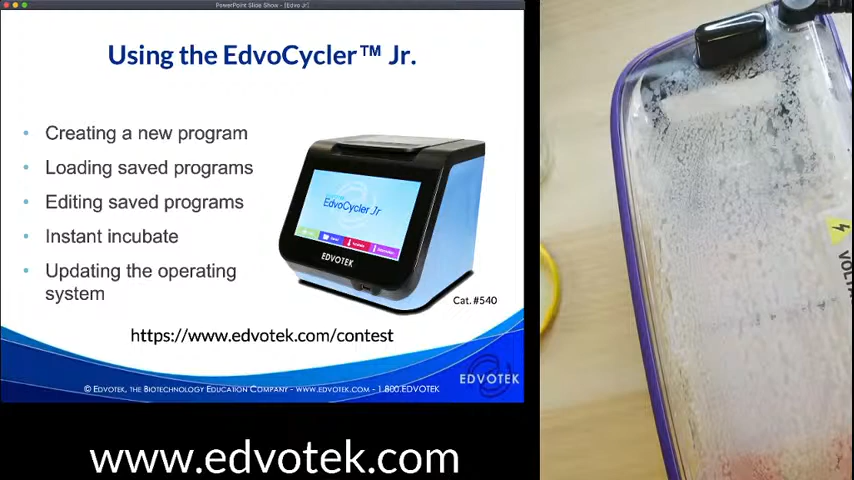 PowerPoint Slide Show - [Edvo Jr]
Using the EdvoCycler™ Jr.
• Creating a new program
• Loading saved programs
• Editing saved programs
• Instant incubate
• Updating the operating
system
EdvoCycler Jr
EDVOTEK
Cat. #540
https://www.edvotek.com/contest
© EDVOTEK, THE BIOTECHNOLOGY EDUCATION COMPANY - www.edvotek.com - 1.800.EDVOTEK
EDVOTEK
www.edvotek.com